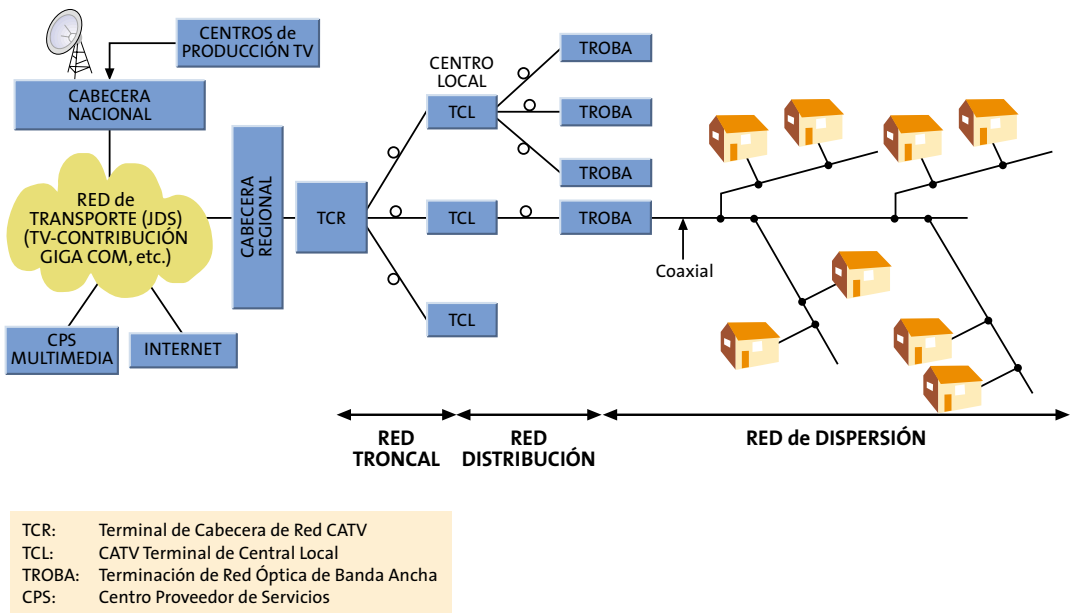 CENTROS de
PRODUCCIÓN TV
CABECERA
NACIONAL
RED de
TRANSPORTE (JDS)
(TV-CONTRIBUCIÓN
GIGA COM, etc.)
CPS
MULTIMEDIA
INTERNET
CABECERA
REGIONAL
TCR
CENTRO
LOCAL
TCL
TCL
TCL
TROBA
TROBA
TROBA
TROBA
Coaxial
RED
TRONCAL
RED
DISTRIBUCIÓN
RED de DISPERSIÓN
TCR: Terminal de Cabecera de Red CATV
TCL: CATV Terminal de Central Local
TROBA: Terminación de Red Óptica de Banda Ancha
CPS: Centro Proveedor de Servicios